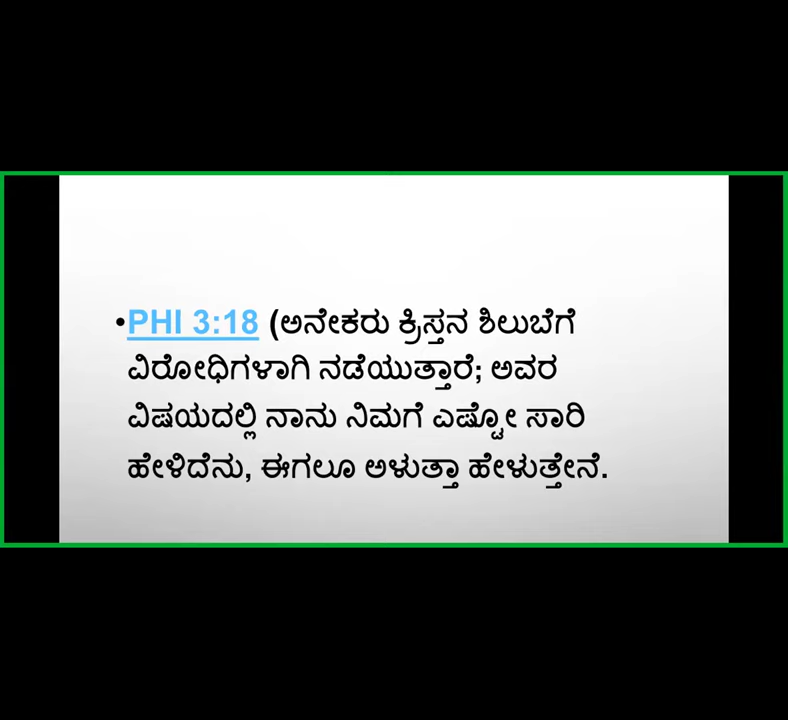 •PHI 3:18 (ಅನೇಕರು ಕ್ರಿಸ್ತನ ಶಿಲುಬೆಗೆ
ವಿರೋಧಿಗಳಾಗಿ ನಡೆಯುತ್ತಾರೆ; ಅವರ
ವಿಷಯದಲ್ಲಿ ನಾನು ನಿಮಗೆ ಎಷ್ಟೋ ಸಾರಿ
ಹೇಳಿದೆನು, ಈಗಲೂ ಅಳುತ್ತಾ ಹೇಳುತ್ತೇನೆ.